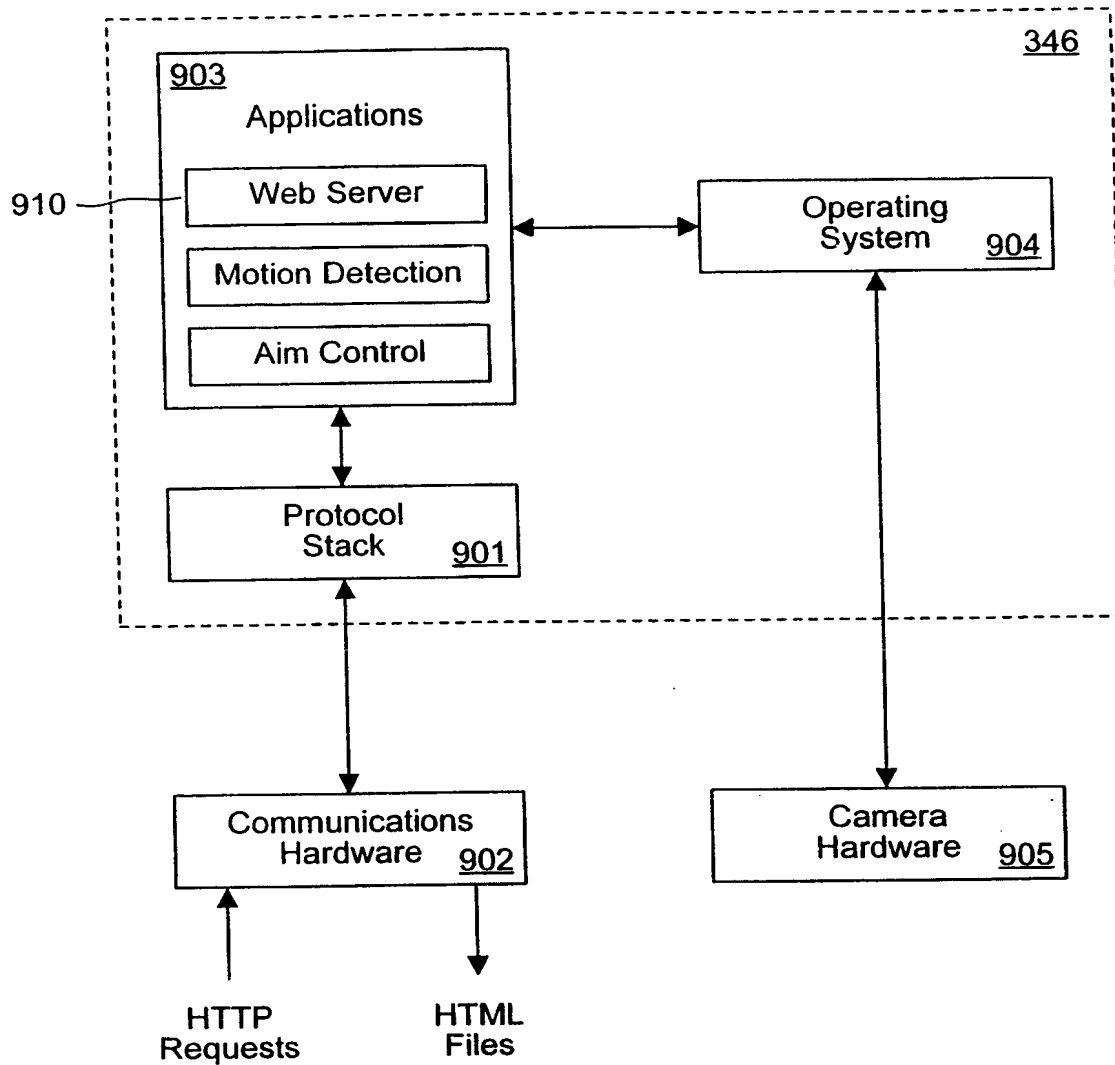 346
903
Applications
910
Web Server
Motion Detection
Aim Control
Operating
System
904
Protocol
Stack
901
Communications
Hardware
902
Camera
Hardware
905
HTTP
Requests
HTML
Files